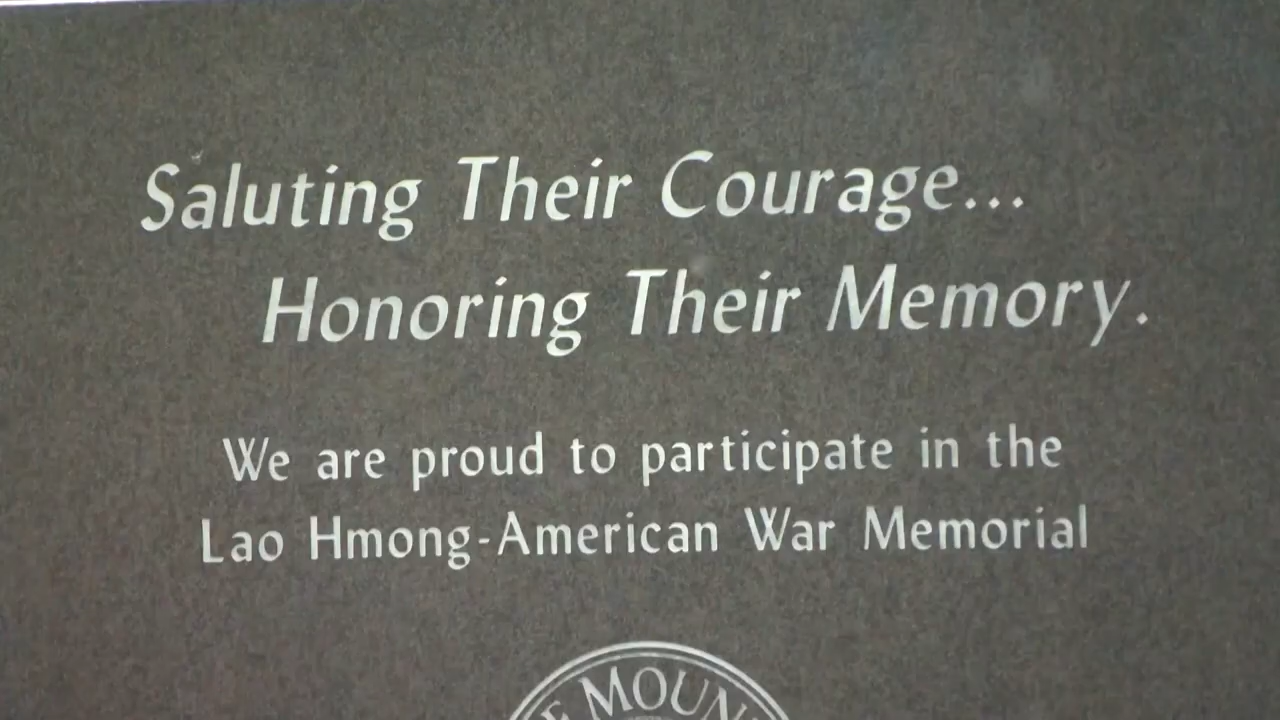 Saluting Their Courage...
Honoring Their Memory.
We are proud to participate in the
Lao Hmong-American War Memorial